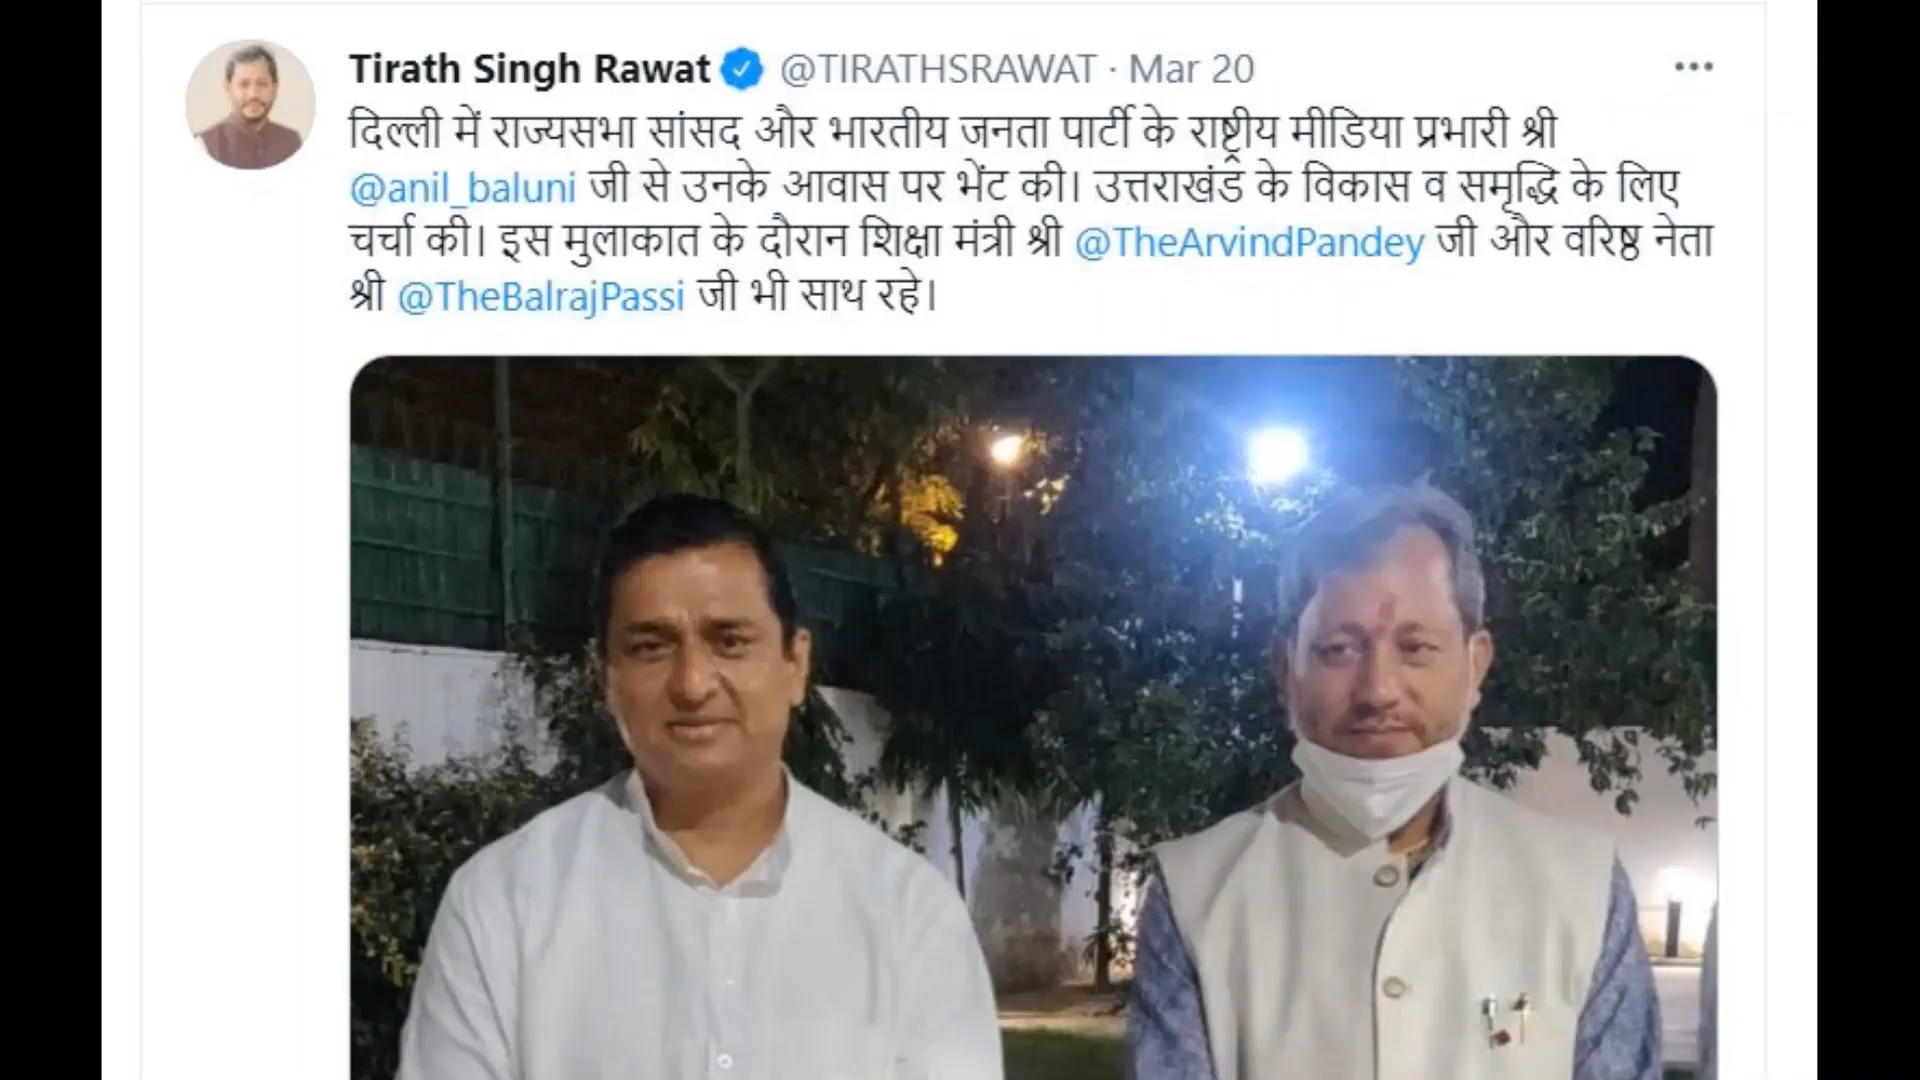 Tirath Singh Rawat @TIRATHSRAWAT · Mar 20
दिल्ली में राज्यसभा सांसद और भारतीय जनता पार्टी के राष्ट्रीय मीडिया प्रभारी श्री
@anil_baluni जी से उनके आवास पर भेंट की। उत्तराखंड के विकास व समृद्धि के लिए
चर्चा की। इस मुलाकात के दौरान शिक्षा मंत्री श्री @TheArvindPandey जी और वरिष्ठ नेता
श्री @TheBalrajPassi जी भी साथ रहे।